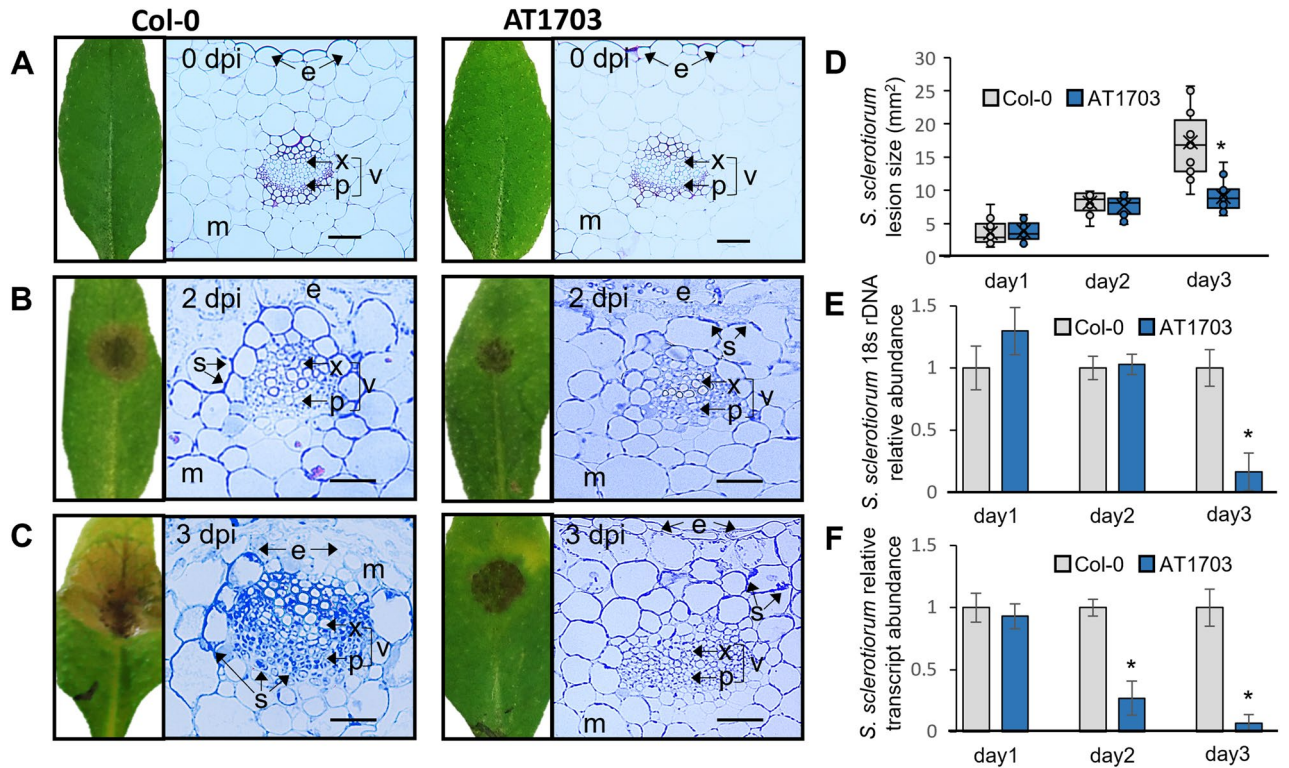 Col-0 AT1703
A
0 dpi
e
x
p
v
m
0 dpi
e
x
p
v
m
B
2 dpi
e
s
x
p
v
m
2 dpi
e
s
x
p
v
m
C
3 dpi
e
m
x
p
v
s
3 dpi
e
s
x
p
v
m
D
S. sclerotiorum
lesion size (mm²)
30
25
20
15
10
5
0
Col-0 AT1703
*
day1 day2 day3
E
S. sclerotiorum 18s rDNA
relative abundance
1.5
1
0.5
0
Col-0 AT1703
*
day1 day2 day3
F
S. sclerotiorum relative
transcript abundance
1.5
1
0.5
0
Col-0 AT1703
*
*
day1 day2 day3